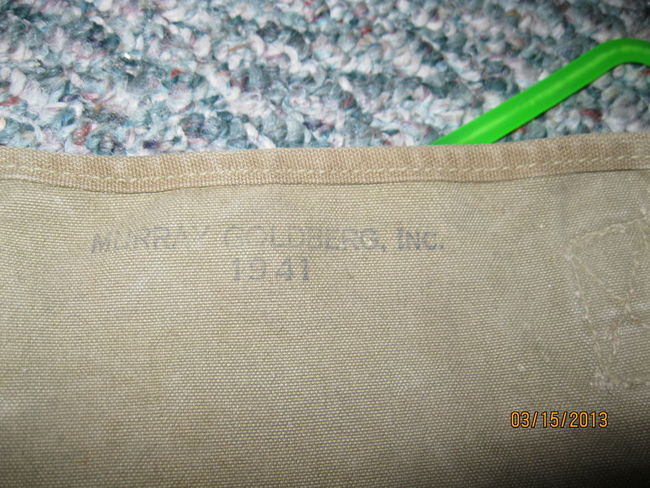 MURRAY GOLDBERG, INC.
1941
03/15/2013